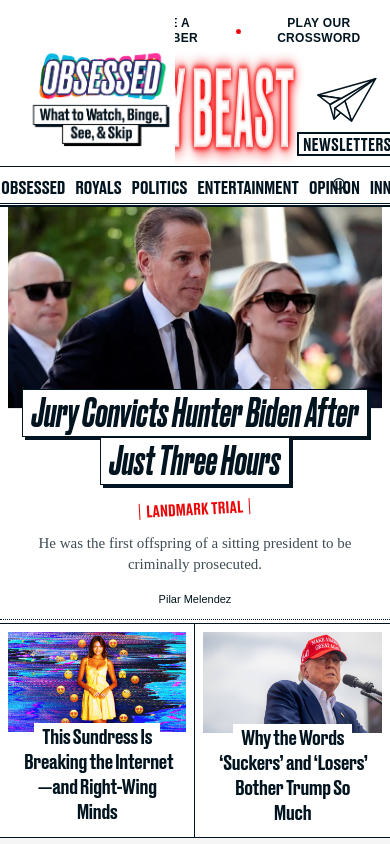 E A
BER
PLAY OUR
CROSSWORD
OBSESSED
What to Watch, Binge,
See, & Skip
Y BEAST
NEWSLETTERS
OBSESSED ROYALS POLITICS ENTERTAINMENT OPINION INN
Jury Convicts Hunter Biden After
Just Three Hours
LANDMARK TRIAL
He was the first offspring of a sitting president to be
criminally prosecuted.
Pilar Melendez
This Sundress Is
Breaking the Internet
—and Right-Wing
Minds
Why the Words
‘Suckers’ and ‘Losers’
Bother Trump So
Much